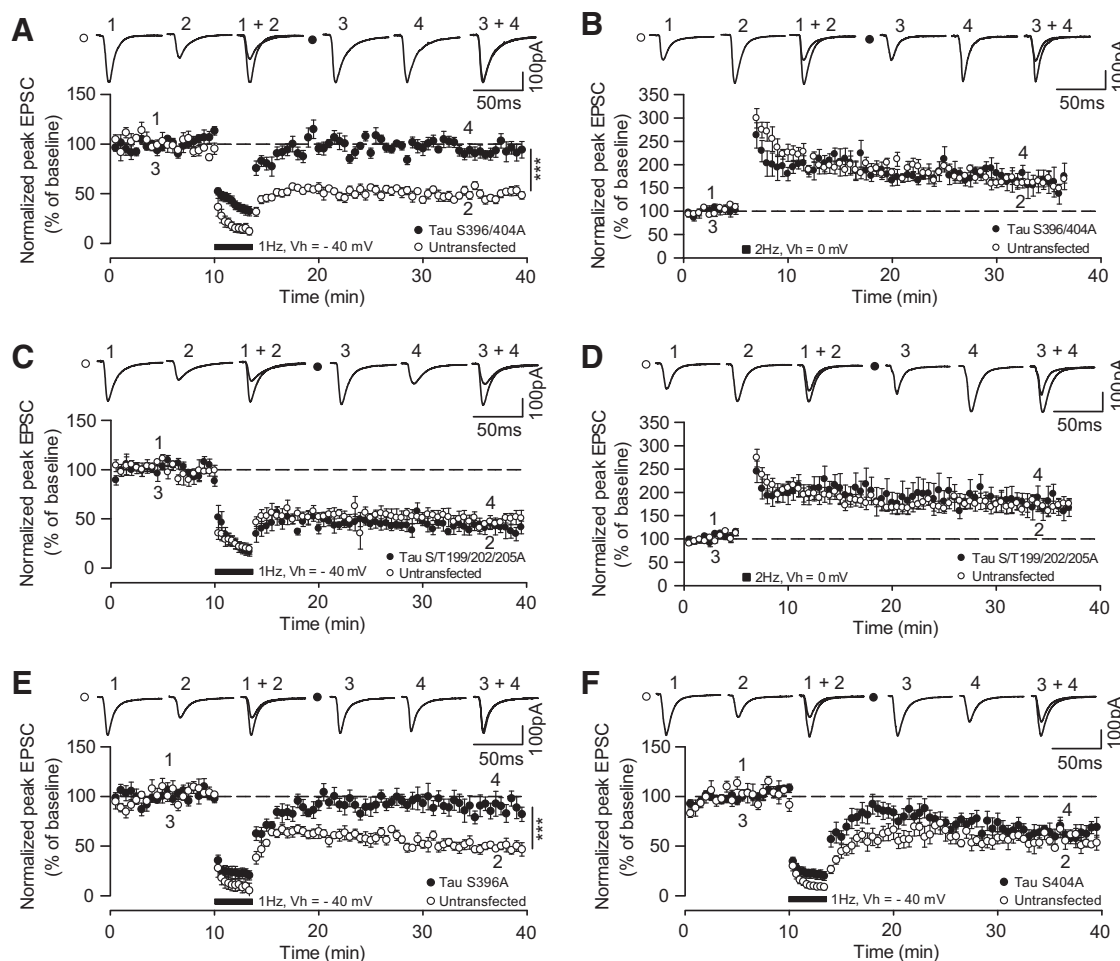 A
1 2 1 + 2 3 4 3 + 4
100pA
50ms
Normalized peak EPSC
(% of baseline)
150
100
50
0
1
3
4
2
***
Tau S396/404A
Untransfected
1Hz, Vh = - 40 mV
0 10 20 30 40
Time (min)
B
1 2 1 + 2 3 4 3 + 4
100pA
50ms
Normalized peak EPSC
(% of baseline)
350
300
250
200
150
100
50
1
3
4
2
Tau S396/404A
Untransfected
2Hz, Vh = 0 mV
0 10 20 30 40
Time (min)
C
1 2 1 + 2 3 4 3 + 4
100pA
50ms
Normalized peak EPSC
(% of baseline)
150
100
50
0
1
3
4
2
Tau S/T199/202/205A
Untransfected
1Hz, Vh = - 40 mV
0 10 20 30 40
Time (min)
D
1 2 1 + 2 3 4 3 + 4
100pA
50ms
Normalized peak EPSC
(% of baseline)
350
300
250
200
150
100
50
1
3
4
2
Tau S/T199/202/205A
Untransfected
2Hz, Vh = 0 mV
0 10 20 30 40
Time (min)
E
1 2 1 + 2 3 4 3 + 4
100pA
50ms
Normalized peak EPSC
(% of baseline)
150
100
50
0
1
3
4
2
***
Tau S396A
Untransfected
1Hz, Vh = - 40 mV
0 10 20 30 40
Time (min)
F
1 2 1 + 2 3 4 3 + 4
100pA
50ms
Normalized peak EPSC
(% of baseline)
150
100
50
0
1
3
4
2
Tau S404A
Untransfected
1Hz, Vh = - 40 mV
0 10 20 30 40
Time (min)